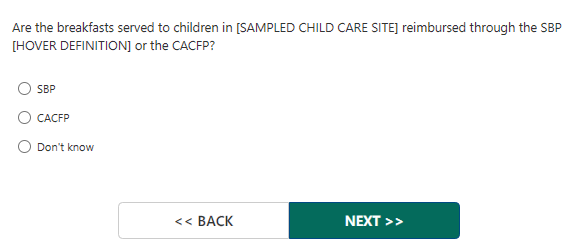 Are the breakfasts served to children in [SAMPLED CHILD CARE SITE] reimbursed through the SBP
[HOVER DEFINITION] or the CACFP?
SBP
CACFP
Don't know
<< BACK
NEXT >>